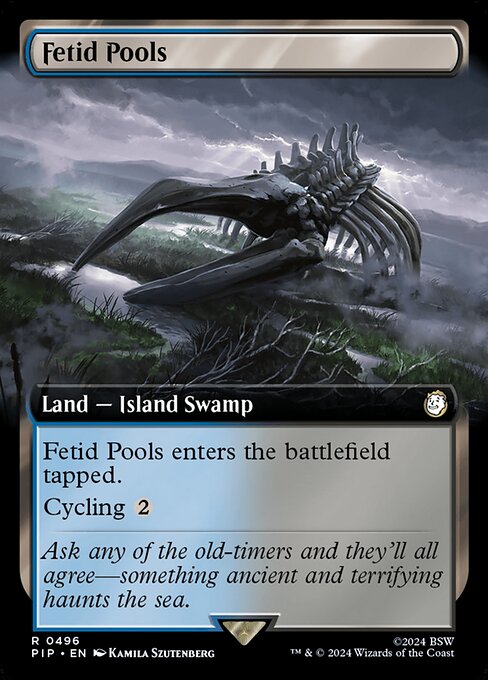 Fetid Pools
Land — Island Swamp
Fetid Pools enters the battlefield
tapped.
Cycling 2
Ask any of the old-timers and they'll all
agree—something ancient and terrifying
haunts the sea.
R 0496
PIP • EN Kamila Szutenberg
©2024 BSW
™ & © 2024 Wizards of the Coast